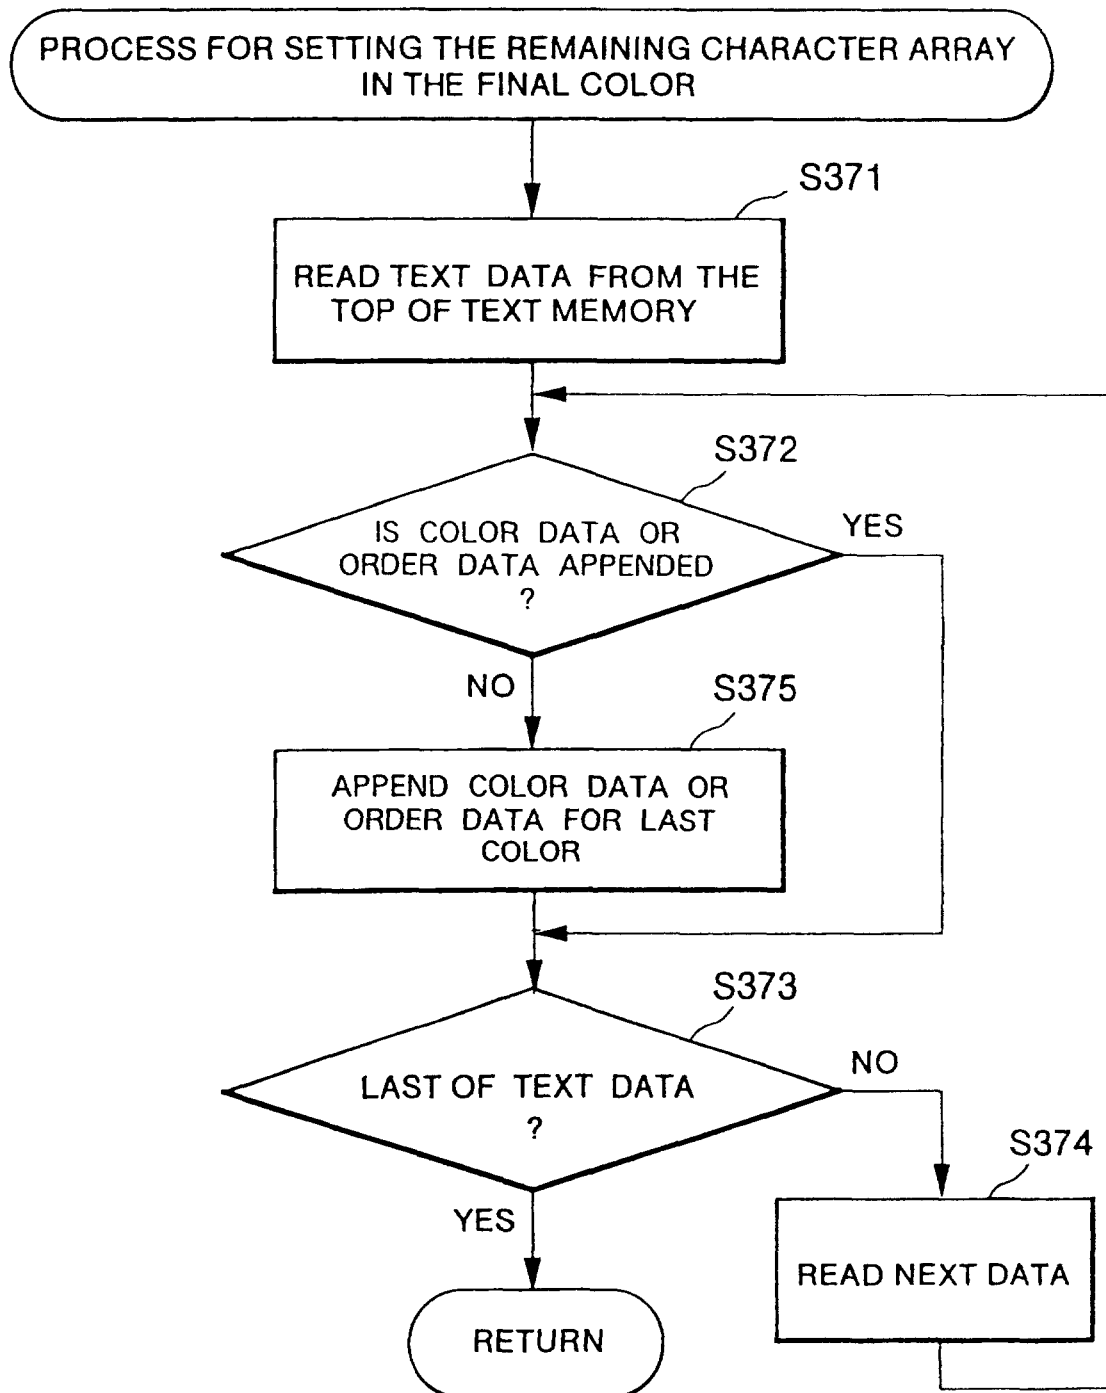 PROCESS FOR SETTING THE REMAINING CHARACTER ARRAY
IN THE FINAL COLOR
S371
READ TEXT DATA FROM THE
TOP OF TEXT MEMORY
S372
IS COLOR DATA OR
ORDER DATA APPENDED
?
YES
NO
S375
APPEND COLOR DATA OR
ORDER DATA FOR LAST
COLOR
S373
LAST OF TEXT DATA
?
NO
S374
YES
READ NEXT DATA
RETURN